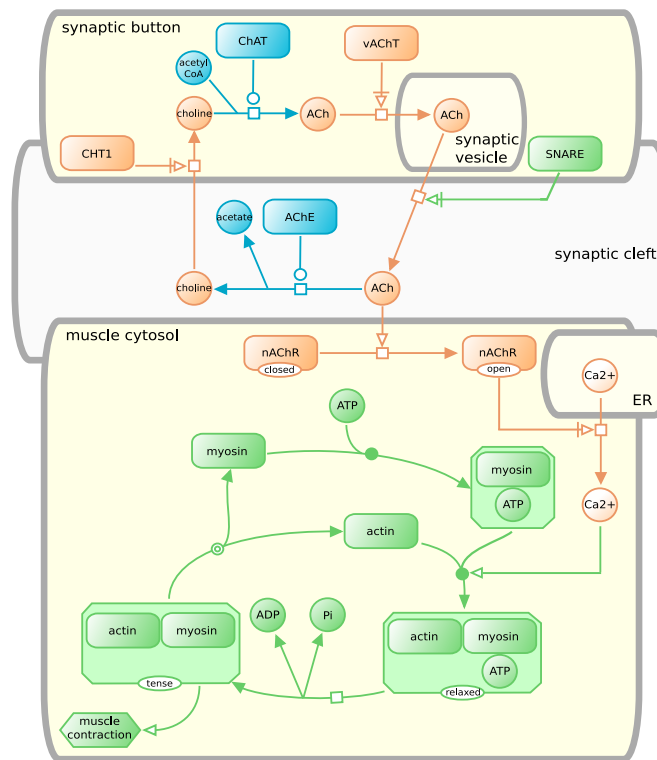 synaptic button
ChAT
vAChT
acetyl
CoA
choline
ACh
ACh
synaptic
vesicle
CHT1
SNARE
acetate
AChE
synaptic cleft
choline
ACh
muscle cytosol
nAChR
closed
nAChR
open
Ca2+
ER
ATP
myosin
myosin
ATP
Ca2+
actin
ADP
Pi
actin
myosin
tense
actin
myosin
ATP
relaxed
muscle
contraction